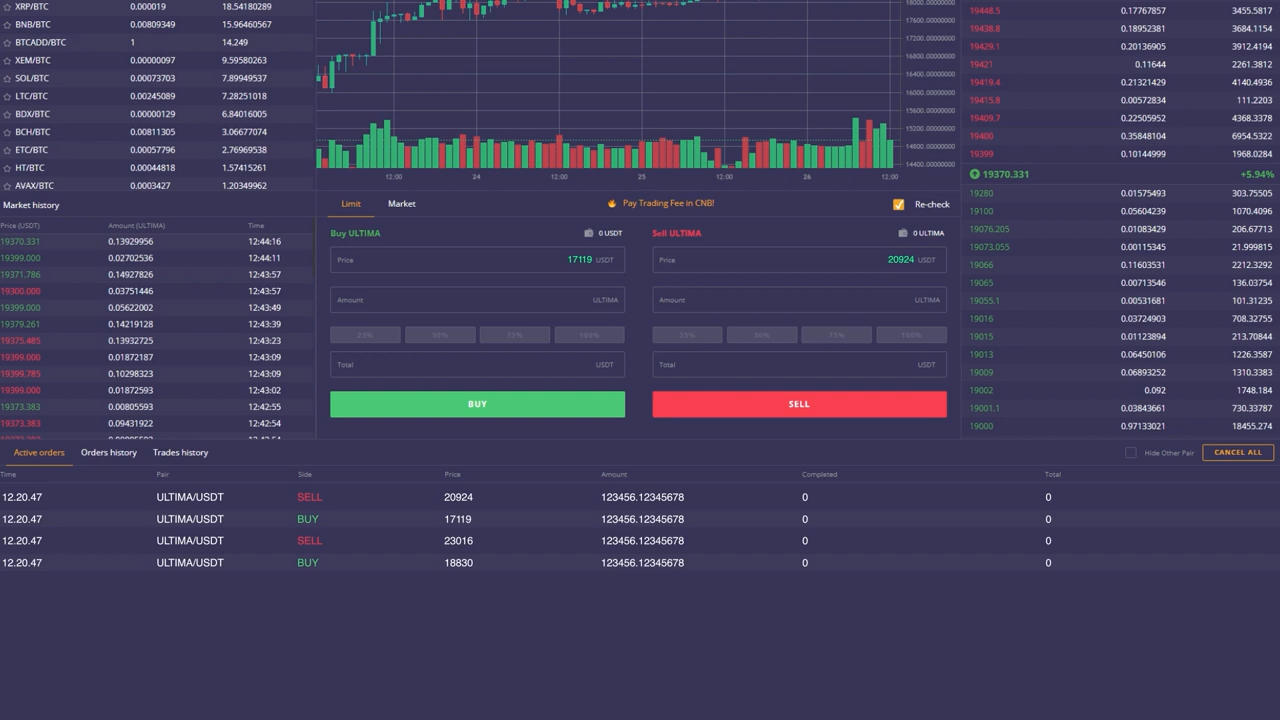 XRP/BTC 0.000019 18.54180289
BNB/BTC 0.00809349 15.96460567
BTCADD/BTC 1 14.249
XEM/BTC 0.00000097 9.59580263
SOL/BTC 0.00073703 7.89949537
LTC/BTC 0.00245089 7.28251018
BDX/BTC 0.00000129 6.84016005
BCH/BTC 0.00811305 3.06677074
ETC/BTC 0.00057796 2.76969538
HT/BTC 0.00044818 1.57415261
AVAX/BTC 0.0003427 1.20349962
Market history
Price (USDT) Amount (ULTIMA) Time
19370.331 0.13929956 12:44:16
19399.000 0.02702536 12:44:11
19371.786 0.14927826 12:43:57
19300.000 0.03751446 12:43:57
19399.000 0.05622002 12:43:49
19379.261 0.14219128 12:43:39
19375.485 0.13932725 12:43:23
19399.000 0.01872187 12:43:09
19399.785 0.10298323 12:43:09
19399.000 0.01872593 12:43:02
19373.383 0.00805593 12:42:55
19373.383 0.09431922 12:42:54
18000.00000000
17200.00000000
16800.00000000
16400.00000000
16000.00000000
15200.00000000
14800.00000000
14400.00000000
12:00 24 12:00 25 12:00 26 12:00
Limit Market
Pay Trading Fee in CNB!
Re-check
Buy ULTIMA 0 USDT
Price 17119 USDT
Amount ULTIMA
25% 50% 75% 100%
Total USDT
BUY
Sell ULTIMA 0 ULTIMA
Price 20924 USDT
Amount ULTIMA
25% 50% 75% 100%
Total USDT
SELL
19448.5 0.17767857 3455.5817
19438.8 0.18952381 3684.1154
19429.1 0.20136905 3912.4194
19421 0.11644 2261.3812
19419.4 0.21321429 4140.4936
19415.8 0.00572834 111.2203
19409.7 0.22505952 4368.3378
19400 0.35848104 6954.5322
19399 0.10144999 1968.0284
19370.331 +5.94%
19280 0.01575493 303.75505
19100 0.05604239 1070.4096
19076.205 0.01083429 206.67713
19073.055 0.00115345 21.999815
19066 0.11603531 2212.3292
19065 0.00713546 136.03754
19055.1 0.00531681 101.31235
19016 0.03724903 708.32755
19015 0.01123894 213.70844
19013 0.06450106 1226.3587
19009 0.06893252 1310.3383
19002 0.092 1748.184
19001.1 0.03843661 730.33787
19000 0.97133021 18455.274
Active orders Orders history Trades history
Hide Other Pair CANCEL ALL
Time Pair Side Price Amount Completed Total
12.20.47 ULTIMA/USDT SELL 20924 123456.12345678 0 0
12.20.47 ULTIMA/USDT BUY 17119 123456.12345678 0 0
12.20.47 ULTIMA/USDT SELL 23016 123456.12345678 0 0
12.20.47 ULTIMA/USDT BUY 18830 123456.12345678 0 0